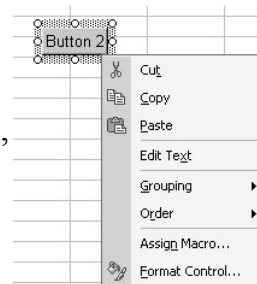 Button 2
Cut
Copy
Paste
,
Edit Text
Grouping
Order
Assign Macro...
Format Control...